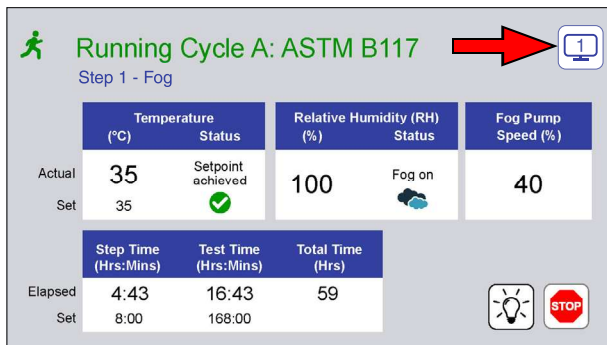 Running Cycle A: ASTM B117
1
Step 1 - Fog
Temperature
(°C) Status
Relative Humidity (RH)
(%) Status
Fog Pump
Speed (%)
Actual 35 Setpoint achieved 100 Fog on 40
Set 35
Step Time
(Hrs:Mins)
Test Time
(Hrs:Mins)
Total Time
(Hrs)
Elapsed 4:43 16:43 59
Set 8:00 168:00
STOP